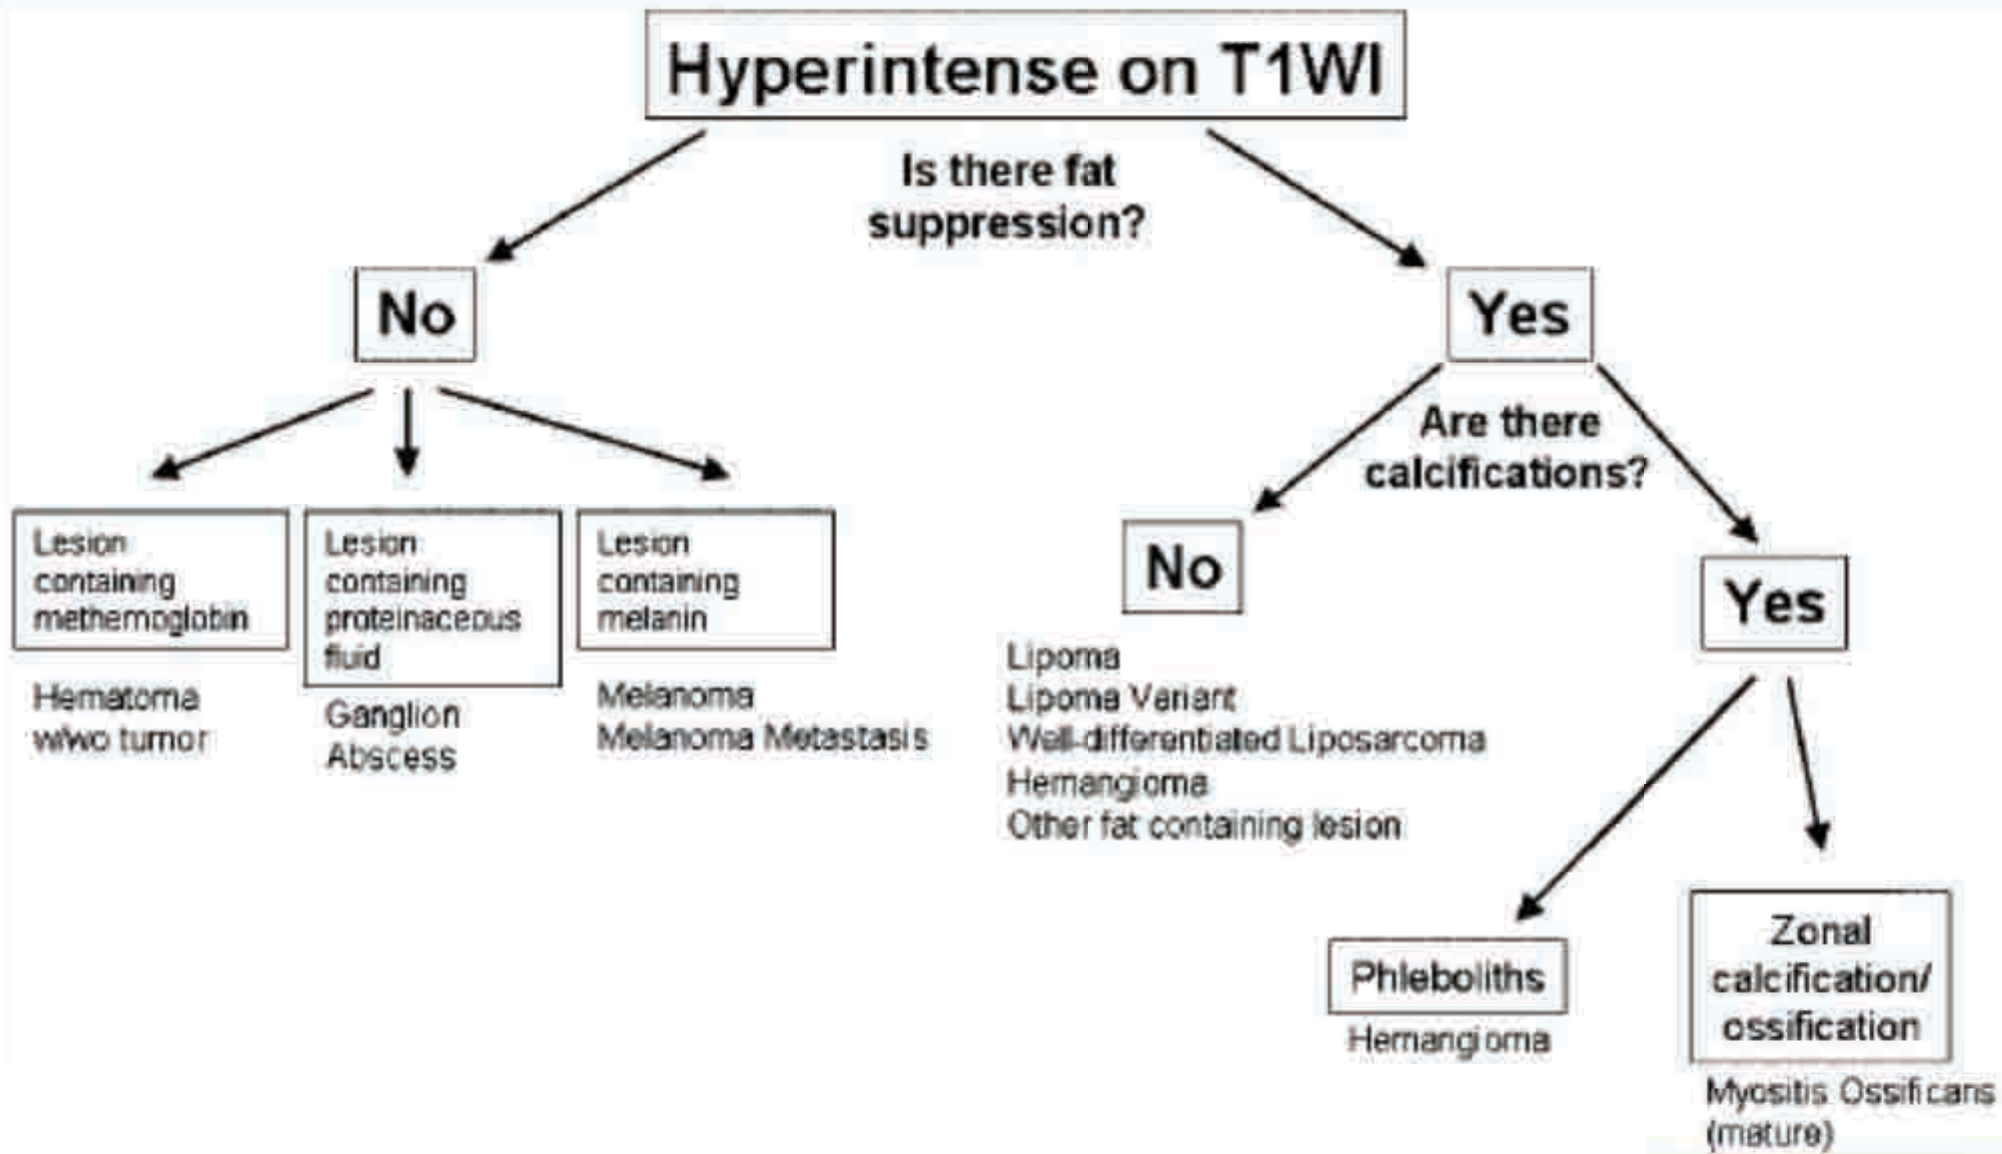 Hyperintense on T1WI
Is there fat
suppression?
No
Yes
Lesion
containing
methemoglobin
Hematoma
w/wo tumor
Lesion
containing
proteinaceous
fluid
Ganglion
Abscess
Lesion
containing
melanin
Melanoma
Melanoma Metastasis
Are there
calcifications?
No
Lipoma
Lipoma Variant
Well-differentiated Liposarcoma
Hemangioma
Other fat containing lesion
Yes
Phleboliths
Hemangioma
Zonal
calcification/
ossification
Myositis Ossificans
(mature)